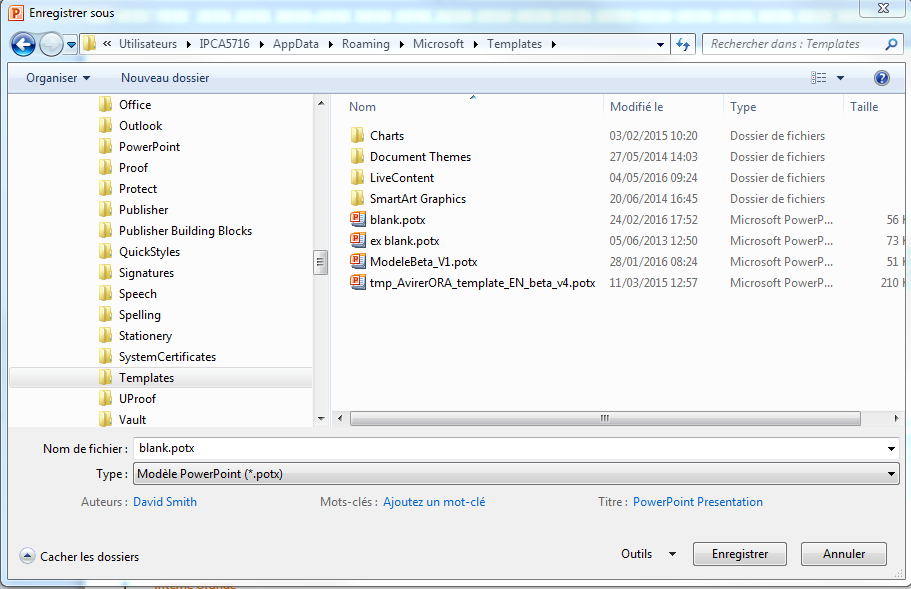 Enregistrer sous
« Utilisateurs IPCA5716 AppData Roaming Microsoft Templates
Rechercher dans : Templates
Organiser Nouveau dossier
Office
Outlook
PowerPoint
Proof
Protect
Publisher
Publisher Building Blocks
QuickStyles
Signatures
Speech
Spelling
Stationery
SystemCertificates
Templates
UProof
Vault
Nom Modifié le Type Taille
Charts 03/02/2015 10:20 Dossier de fichiers
Document Themes 27/05/2014 14:03 Dossier de fichiers
LiveContent 04/05/2016 09:24 Dossier de fichiers
SmartArt Graphics 20/06/2014 16:45 Dossier de fichiers
blank.potx 24/02/2016 17:52 Microsoft PowerP... 56
ex blank.potx 05/06/2013 12:50 Microsoft PowerP... 73
ModeleBeta_V1.potx 28/01/2016 08:24 Microsoft PowerP... 51
tmp_AvirerORA_template_EN_beta_v4.potx 11/03/2015 12:57 Microsoft PowerP... 210
Nom de fichier : blank.potx
Type : Modèle PowerPoint (*.potx)
Auteurs : David Smith Mots-clés : Ajoutez un mot-clé Titre : PowerPoint Presentation
Cacher les dossiers Outils Enregistrer Annuler